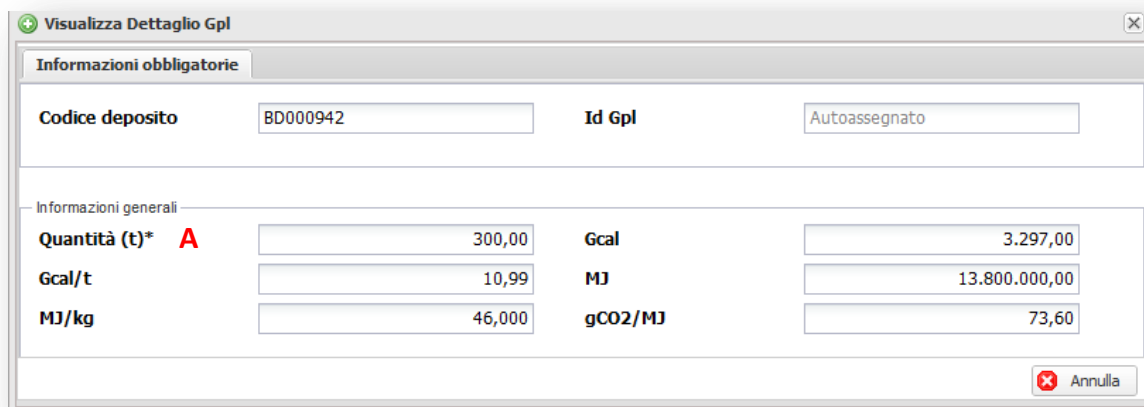 Visualizza Dettaglio Gpl
Informazioni obbligatorie
Codice deposito BD000942 Id Gpl Autoassegnato
Informazioni generali
Quantità (t)* A 300,00 Gcal 3.297,00
Gcal/t 10,99 MJ 13.800.000,00
MJ/kg 46,000 gCO2/MJ 73,60
Annulla